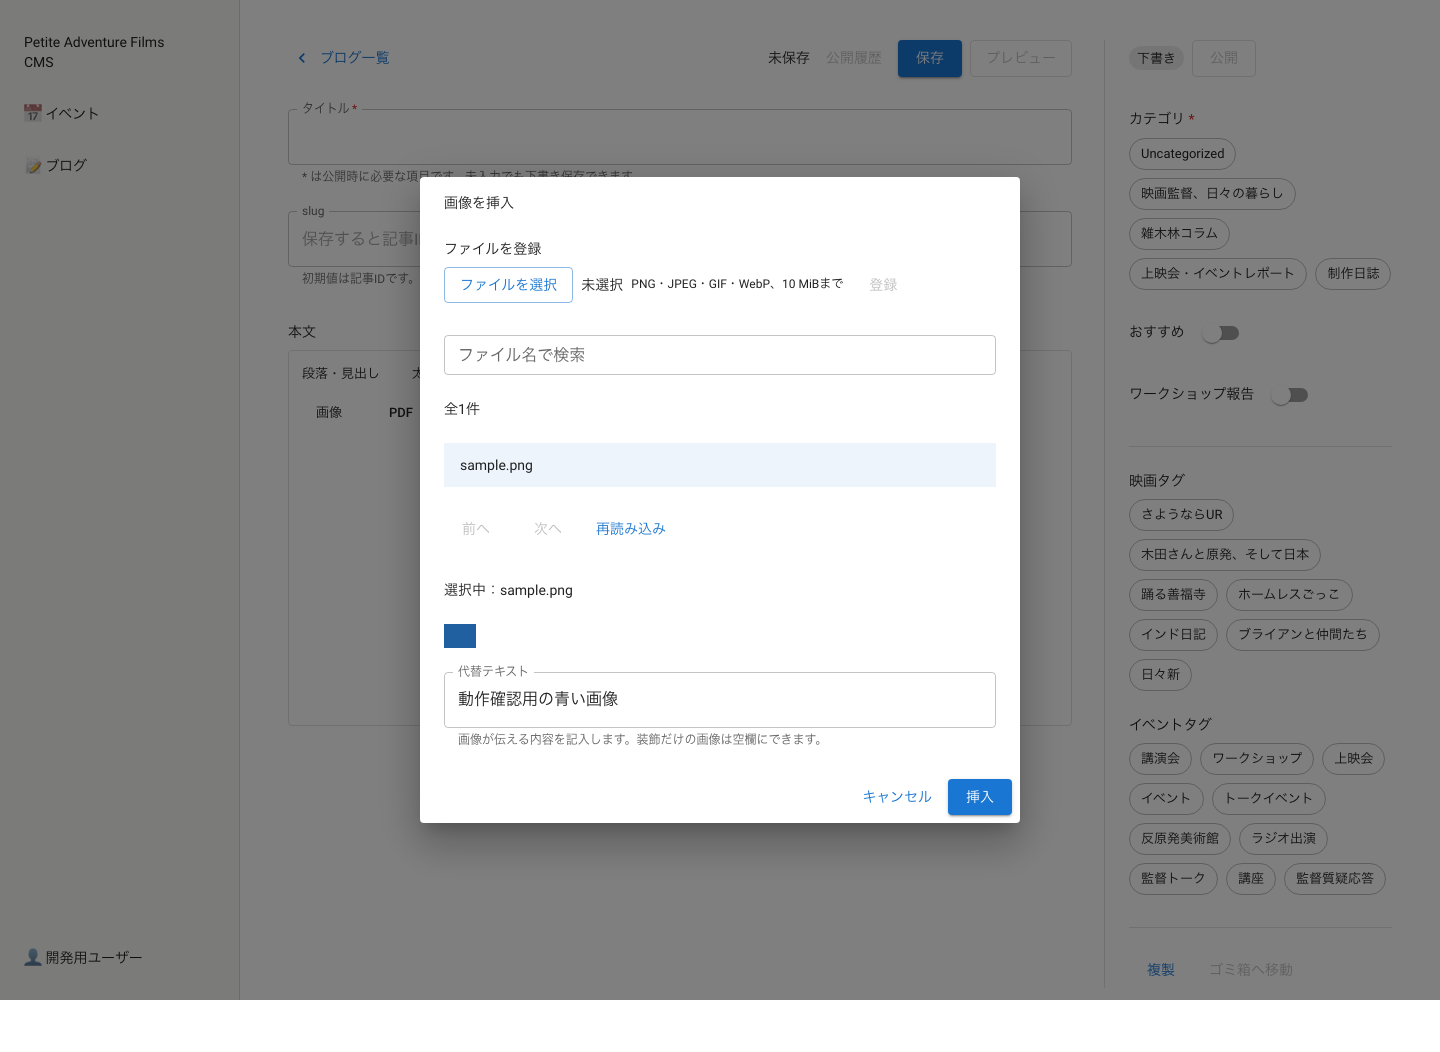 Petite Adventure Films
CMS
📅 イベント
📝 ブログ
👤 開発用ユーザー
ブログ一覧
未保存 公開履歴 保存 プレビュー
タイトル *
* は公開時に必要な項目です。未入力でも下書き保存できます。
slug
保存すると記事I
初期値は記事IDです。
本文
段落・見出し 太
画像 PDF
画像を挿入
ファイルを登録
ファイルを選択 未選択 PNG・JPEG・GIF・WebP、10 MiBまで 登録
ファイル名で検索
全1件
sample.png
前へ 次へ 再読み込み
選択中：sample.png
代替テキスト
動作確認用の青い画像
画像が伝える内容を記入します。装飾だけの画像は空欄にできます。
キャンセル 挿入
下書き 公開
カテゴリ *
Uncategorized
映画監督、日々の暮らし
雑木林コラム
上映会・イベントレポート 制作日誌
おすすめ
ワークショップ報告
映画タグ
さようならUR
木田さんと原発、そして日本
踊る善福寺 ホームレスごっこ
インド日記 ブライアンと仲間たち
日々新
イベントタグ
講演会 ワークショップ 上映会
イベント トークイベント
反原発美術館 ラジオ出演
監督トーク 講座 監督質疑応答
複製 ゴミ箱へ移動